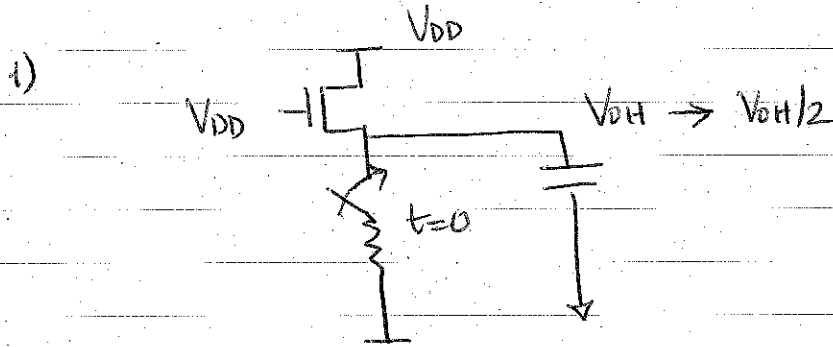 VDD
1)
VDD
VOH → VOH/2
t=0